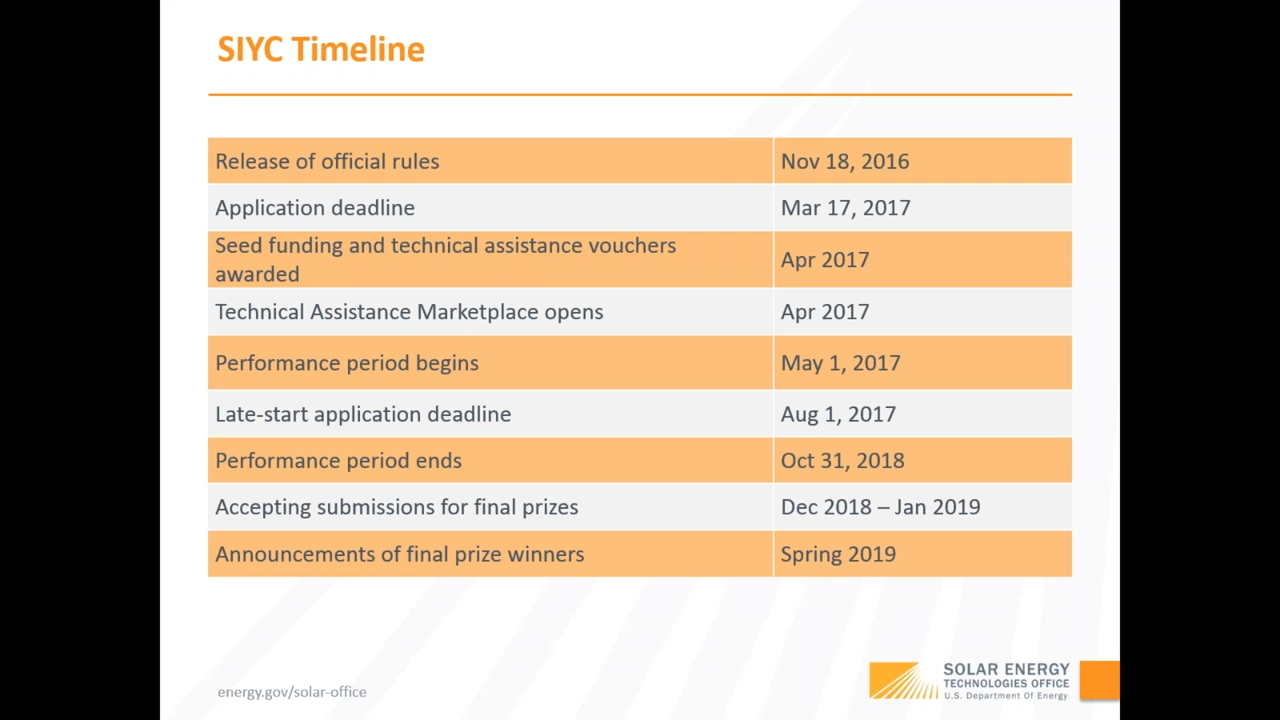 SIYC Timeline
Release of official rules
Nov 18, 2016
Application deadline
Mar 17, 2017
Seed funding and technical assistance vouchers
awarded
Apr 2017
Technical Assistance Marketplace opens
Apr 2017
Performance period begins
May 1, 2017
Late-start application deadline
Aug 1, 2017
Performance period ends
Oct 31, 2018
Accepting submissions for final prizes
Dec 2018 – Jan 2019
Announcements of final prize winners
Spring 2019
energy.gov/solar-office
SOLAR ENERGY
TECHNOLOGIES OFFICE
U.S. Department Of Energy